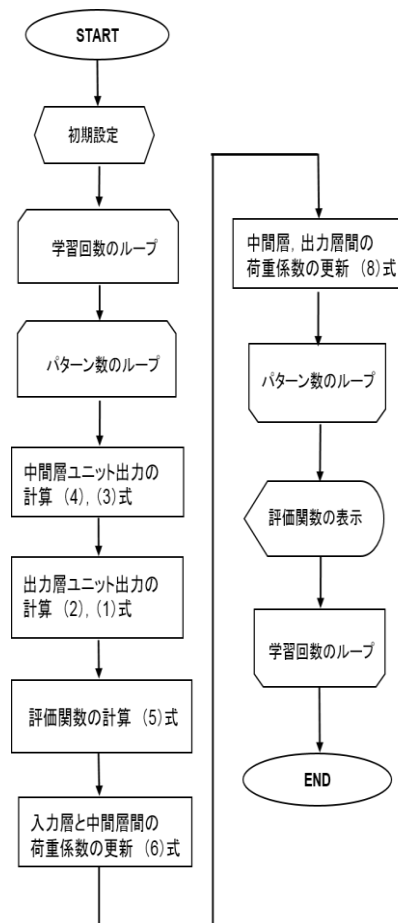 START
初期設定
学習回数のループ
パターン数のループ
中間層ユニット出力の
計算 (4), (3)式
出力層ユニット出力の
計算 (2), (1)式
評価関数の計算 (5)式
入力層と中間層間の
荷重係数の更新 (6)式
中間層, 出力層間の
荷重係数の更新 (8)式
パターン数のループ
評価関数の表示
学習回数のループ
END